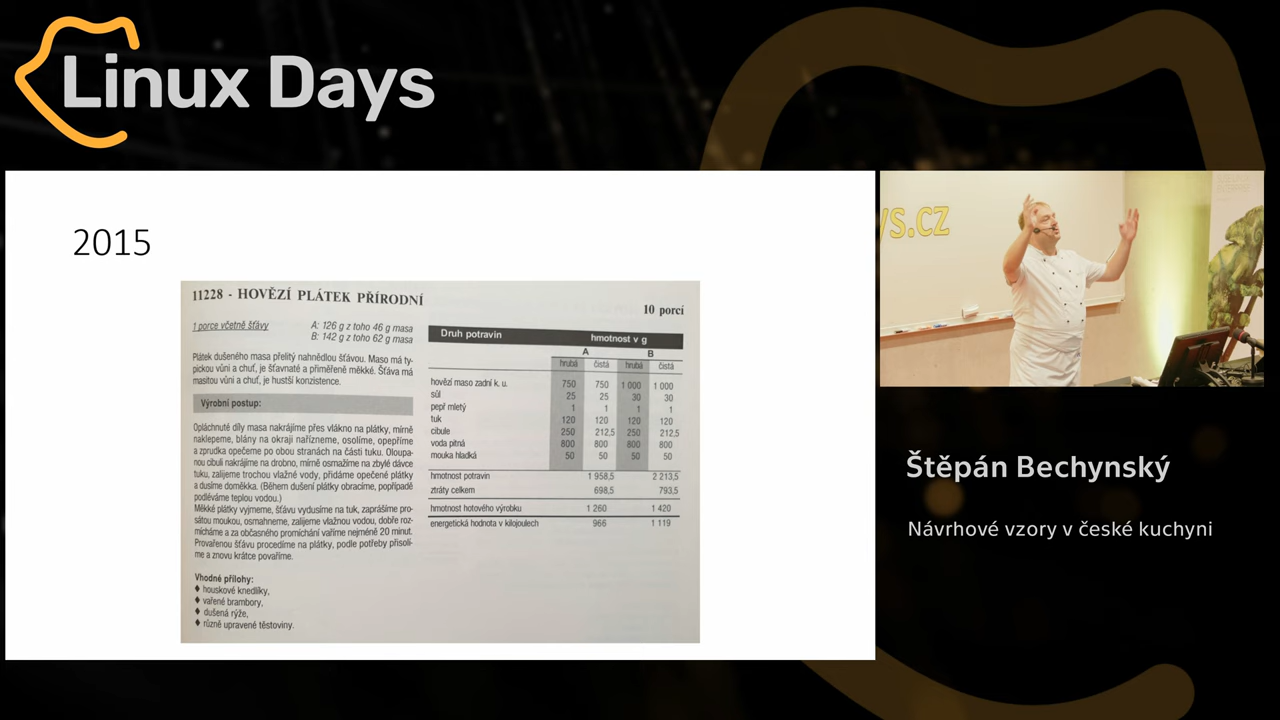 Linux Days
2015
11228 - HOVĚZÍ PLÁTEK PŘÍRODNÍ
10 porcí
1 porce včetně šťávy
A: 126 g z toho 46 g masa
B: 142 g z toho 62 g masa
Plátek dušeného masa přelitý nahnědlou šťávou. Maso má ty-
pickou vůni a chuť, je šťavnaté a přiměřeně měkké. Šťáva má
masitou vůni a chuť, je hustší konzistence.
Výrobní postup:
Opláchnuté díly masa nakrájíme přes vlákno na plátky, mírně
naklepeme, blány na okraji nařízneme, osolíme, opepříme
a zprudka opečeme po obou stranách na části tuku. Oloupa-
nou cibuli nakrájíme na drobno, mírně osmažíme na zbylé dávce
tuku, zalijeme trochou vlažné vody, přidáme opečené plátky
a dusíme doměkka. (Během dušení plátky obracíme, popřípadě
podléváme teplou vodou.)
Měkké plátky vyjmeme, šťávu vydusíme na tuk, zaprášíme pro-
sátou moukou, osmahneme, zalijeme vlažnou vodou, dobře roz-
mícháme a za občasného promíchání vaříme nejméně 20 minut.
Provařenou šťávu procedíme na plátky, podle potřeby přisolí-
me a znovu krátce povaříme.
Vhodné přílohy:
♦ houskové knedlíky,
♦ vařené brambory,
♦ dušená rýže,
♦ různě upravené těstoviny.
Druh potravin hmotnost v g
A B
hrubá čistá hrubá čistá
hovězí maso zadní k. u. 750 750 1 000 1 000
sůl 25 25 30 30
pepř mletý 1 1 1 1
tuk 120 120 120 120
cibule 250 212,5 250 212,5
voda pitná 800 800 800 800
mouka hladká 50 50 50 50
hmotnost potravin 1 958,5 2 213,5
ztráty celkem 698,5 793,5
hmotnost hotového výrobku 1 260 1 420
energetická hodnota v kilojoulech 966 1 119
YS.CZ
Štěpán Bechynský
Návrhové vzory v české kuchyni